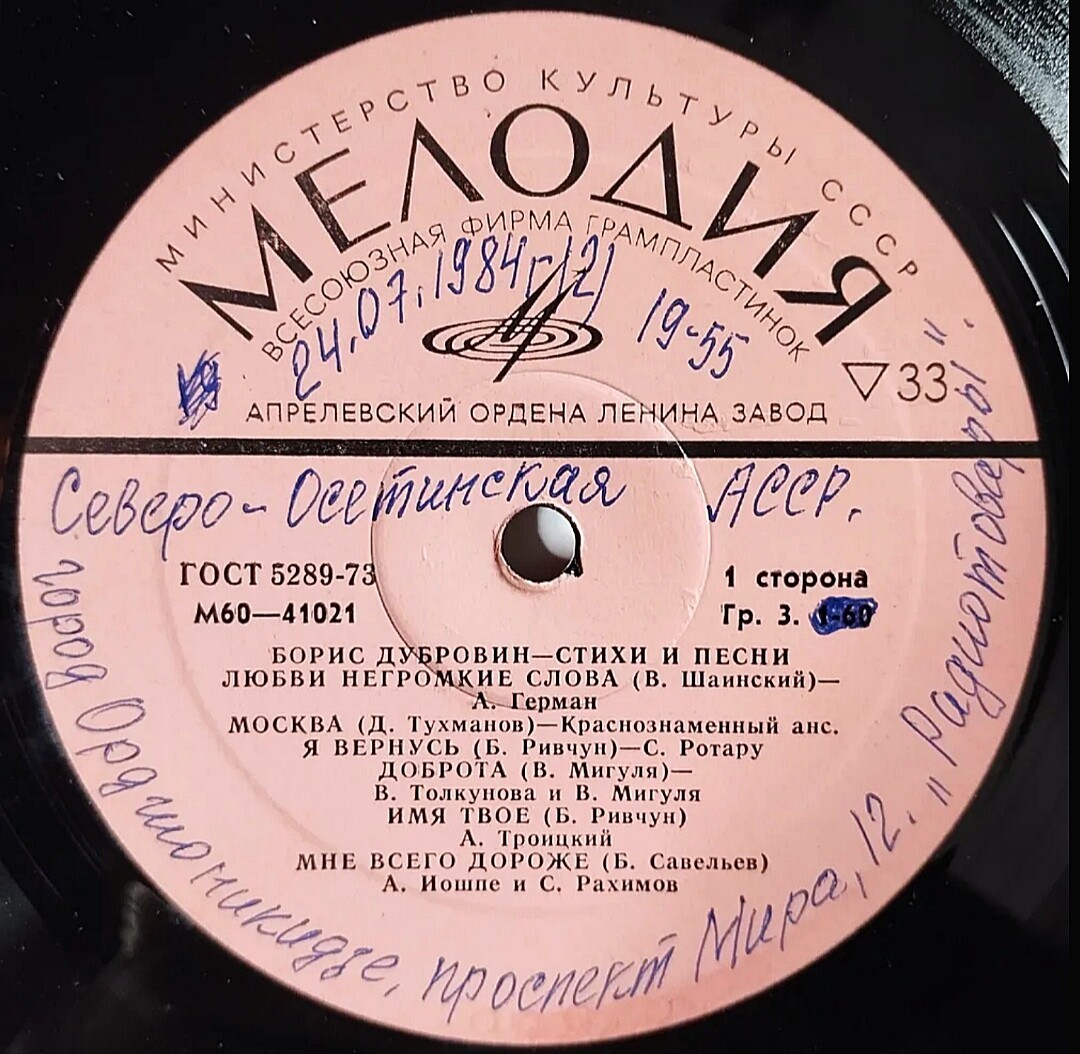 МИНИСТЕРСТВО КУЛЬТУРЫ СССР
МЕЛОДИЯ
ВСЕСОЮЗНАЯ ФИРМА ГРАМПЛАСТИНОК
24.07.1984г.
19-55
▽33
АПРЕЛЕВСКИЙ ОРДЕНА ЛЕНИНА ЗАВОД
Северо-Осетинская АССР.
ГОСТ 5289-73
1 сторона
М60—41021
Гр. 3. 1-60
БОРИС ДУБРОВИН—СТИХИ И ПЕСНИ
ЛЮБВИ НЕГРОМКИЕ СЛОВА (В. Шаинский)—
А. Герман
МОСКВА (Д. Тухманов)—Краснознаменный анс.
Я ВЕРНУСЬ (Б. Ривчун)—С. Ротару
ДОБРОТА (В. Мигуля)—
В. Толкунова и В. Мигуля
ИМЯ ТВОЕ (Б. Ривчун)
А. Троицкий
МНЕ ВСЕГО ДОРОЖЕ (Б. Савельев)
А. Иошпе и С. Рахимов
город Орджоникидзе, проспект Мира, 12. „Радиотовары".